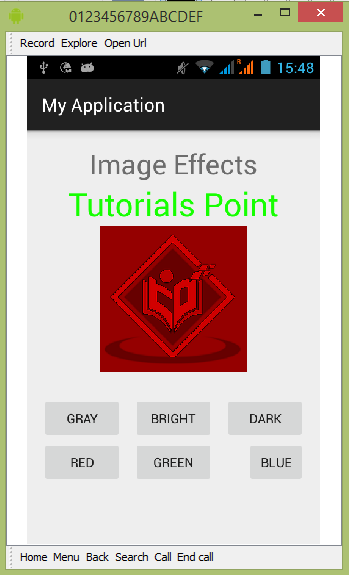 0123456789ABCDEF
Record Explore Open Url
R 15:48
My Application
Image Effects
Tutorials Point
GRAY BRIGHT DARK
RED GREEN BLUE
Home Menu Back Search Call End call